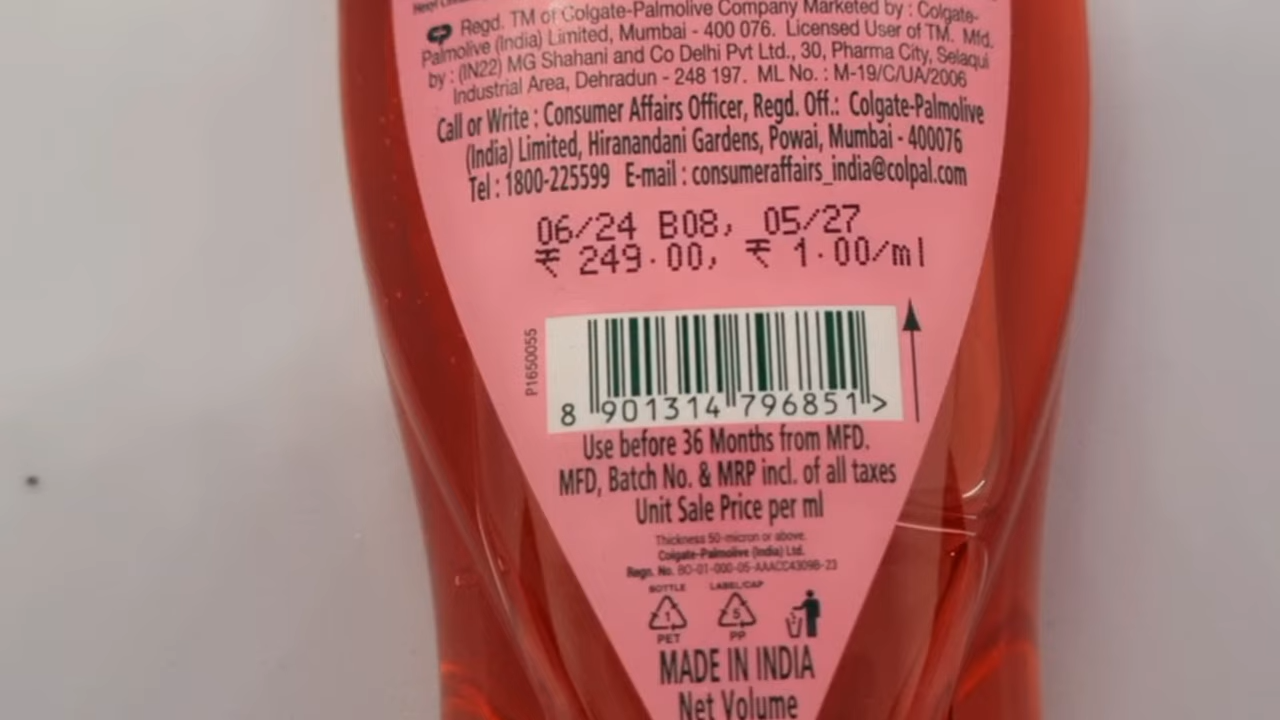 Regd. TM of Colgate-Palmolive Company Marketed by : Colgate-
Palmolive (India) Limited, Mumbai - 400 076. Licensed User of TM. Mfd.
by : (IN22) MG Shahani and Co Delhi Pvt Ltd., 30, Pharma City, Selaqui
Industrial Area, Dehradun - 248 197. ML No. : M-19/C/UA/2006
Call or Write : Consumer Affairs Officer, Regd. Off.: Colgate-Palmolive
(India) Limited, Hiranandani Gardens, Powai, Mumbai - 400076
Tel : 1800-225599 E-mail : consumeraffairs_india@colpal.com
06/24 B08, 05/27
₹ 249.00, ₹ 1.00/ml
P1650055
8 901314 796851 >
Use before 36 Months from MFD.
MFD, Batch No. & MRP incl. of all taxes
Unit Sale Price per ml
Thickness 50-micron or above.
Colgate-Palmolive (India) Ltd.
Regn. No. BO-01-000-05-AAACC4309B-23
BOTTLE LABEL/CAP
1 5
PET PP
MADE IN INDIA
Net Volume